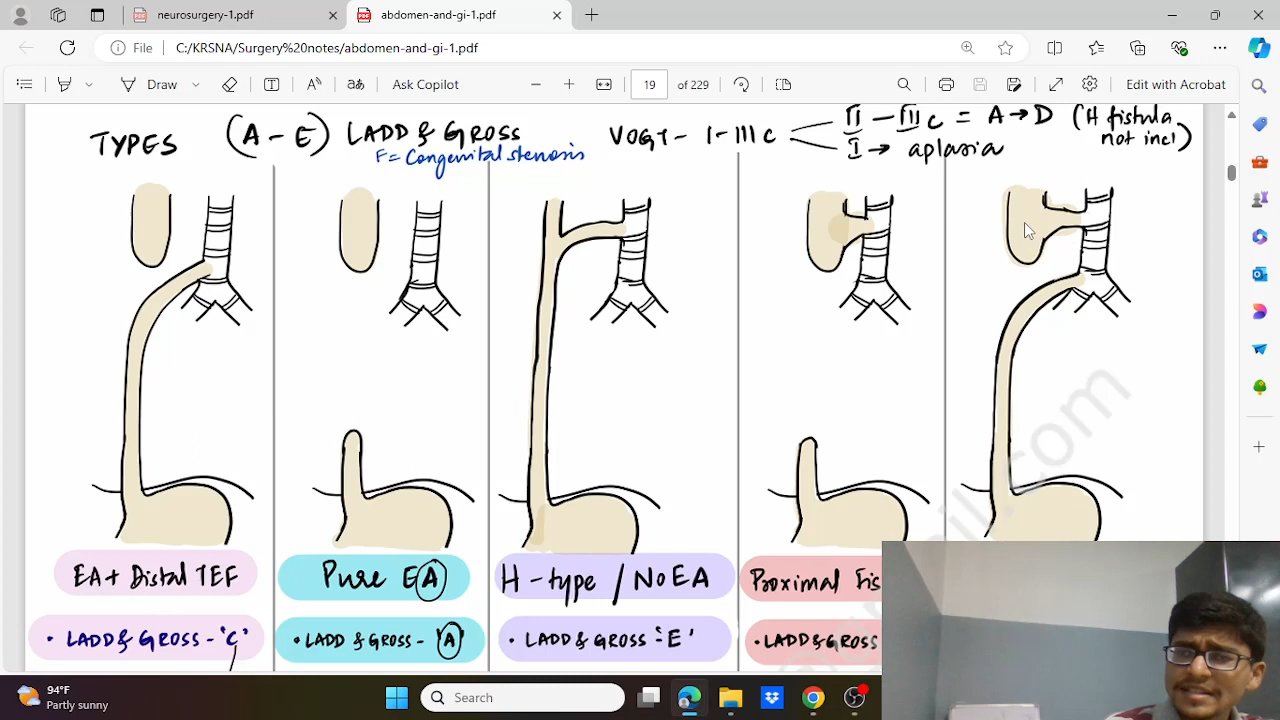 neurosurgery-1.pdf
abdomen-and-gi-1.pdf
File
C:/KRSNA/Surgery%20notes/abdomen-and-gi-1.pdf
Draw
Ask Copilot
19 of 229
Edit with Acrobat
TYPES (A - E) LADD & GROSS
F = Congenital stenosis
VOGT - I - III c
II - III c = A → D (H fistula not incl)
I → aplasia
EA + Distal TEF
Pure EA
H - type / No EA
Proximal Fis
• LADD & GROSS - 'C'
• LADD & GROSS - 'A'
• LADD & GROSS 'E'
• LADD & GROSS
94°F
Partly sunny
Search